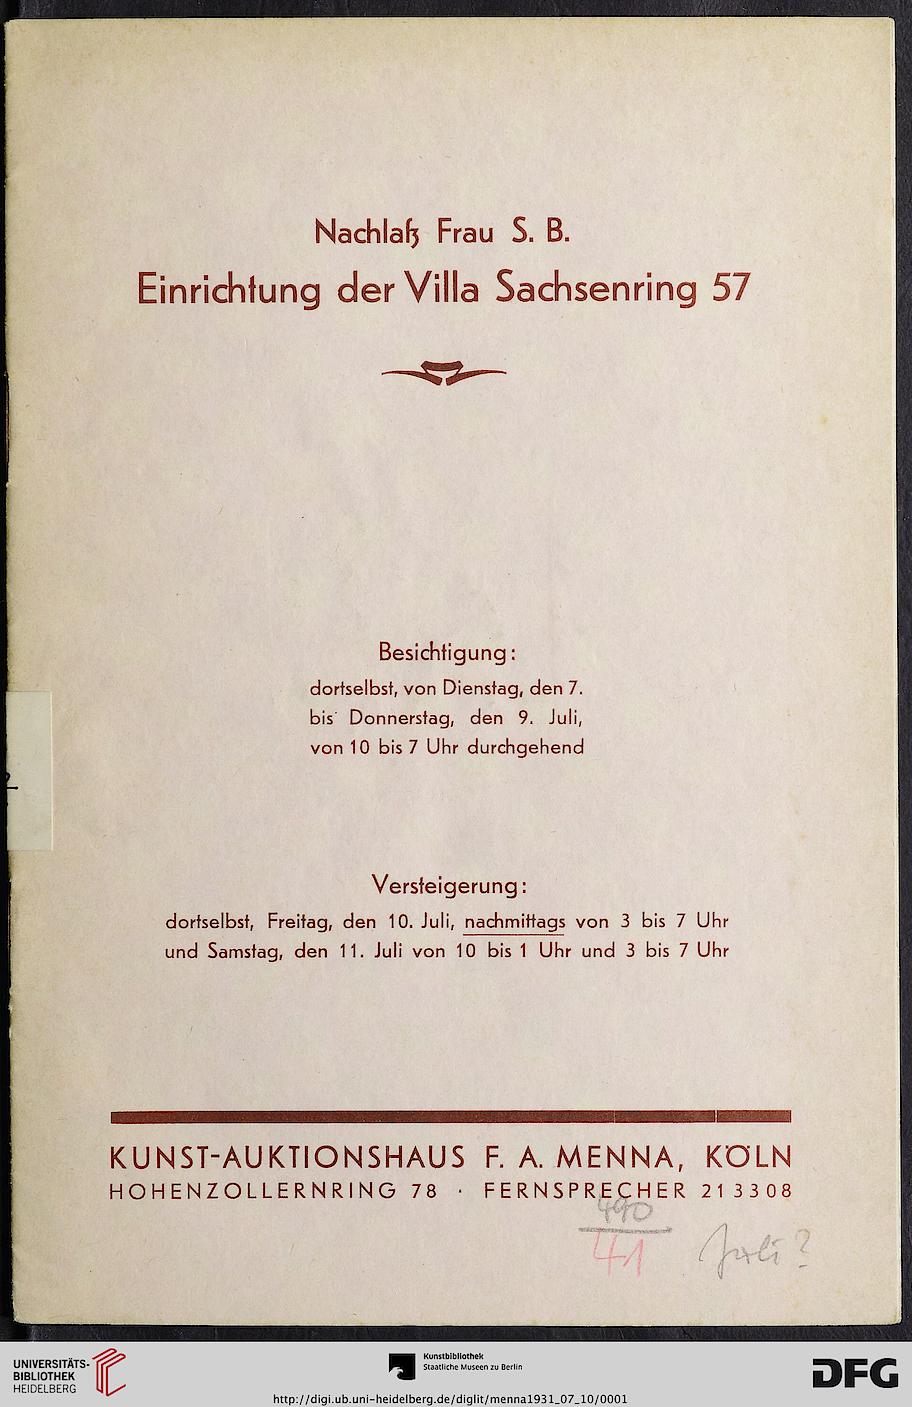 Nachlaß Frau S. B.
Einrichtung der Villa Sachsenring 57
Besichtigung:
dortselbst, von Dienstag, den 7.
bis Donnerstag, den 9. Juli,
von 10 bis 7 Uhr durchgehend
Versteigerung:
dortselbst, Freitag, den 10. Juli, nachmittags von 3 bis 7 Uhr
und Samstag, den 11. Juli von 10 bis 1 Uhr und 3 bis 7 Uhr
KUNST-AUKTIONSHAUS F. A. MENNA, KÖLN
HOHENZOLLERNRING 78 · FERNSPRECHER 213308
490
41
Juli?
UNIVERSITÄTS-
BIBLIOTHEK
HEIDELBERG
Kunstbibliothek
Staatliche Museen zu Berlin
DFG
http://digi.ub.uni-heidelberg.de/diglit/menna1931_07_10/0001